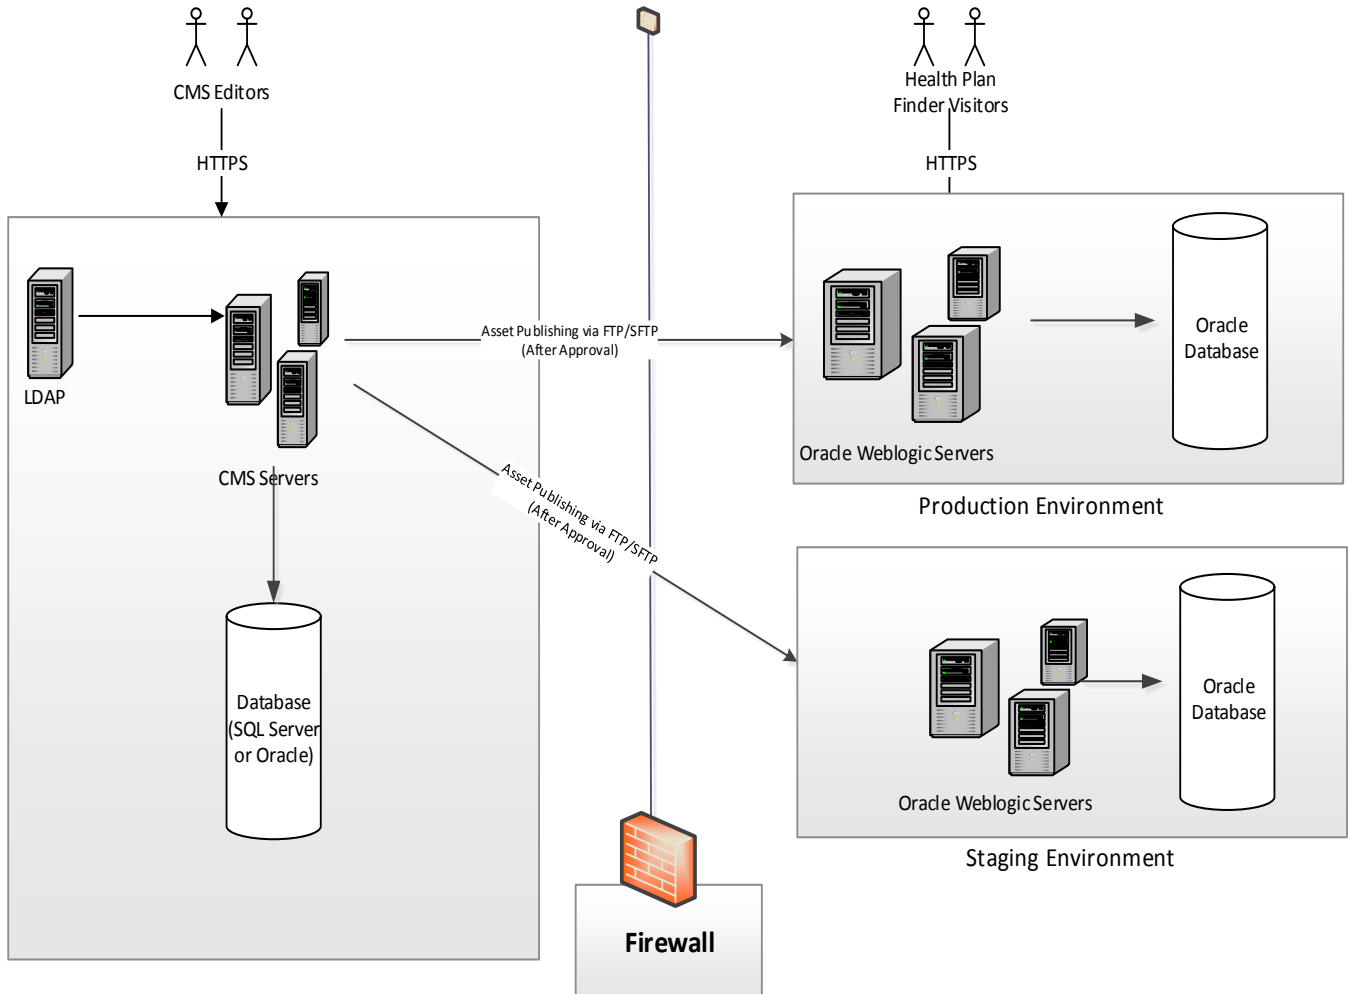 CMS Editors
HTTPS
LDAP
CMS Servers
Database
(SQL Server
or Oracle)
Asset Publishing via FTP/SFTP
(After Approval)
Asset Publishing via FTP/SFTP
(After Approval)
Firewall
Health Plan
Finder Visitors
HTTPS
Oracle Weblogic Servers
Oracle
Database
Production Environment
Oracle Weblogic Servers
Oracle
Database
Staging Environment